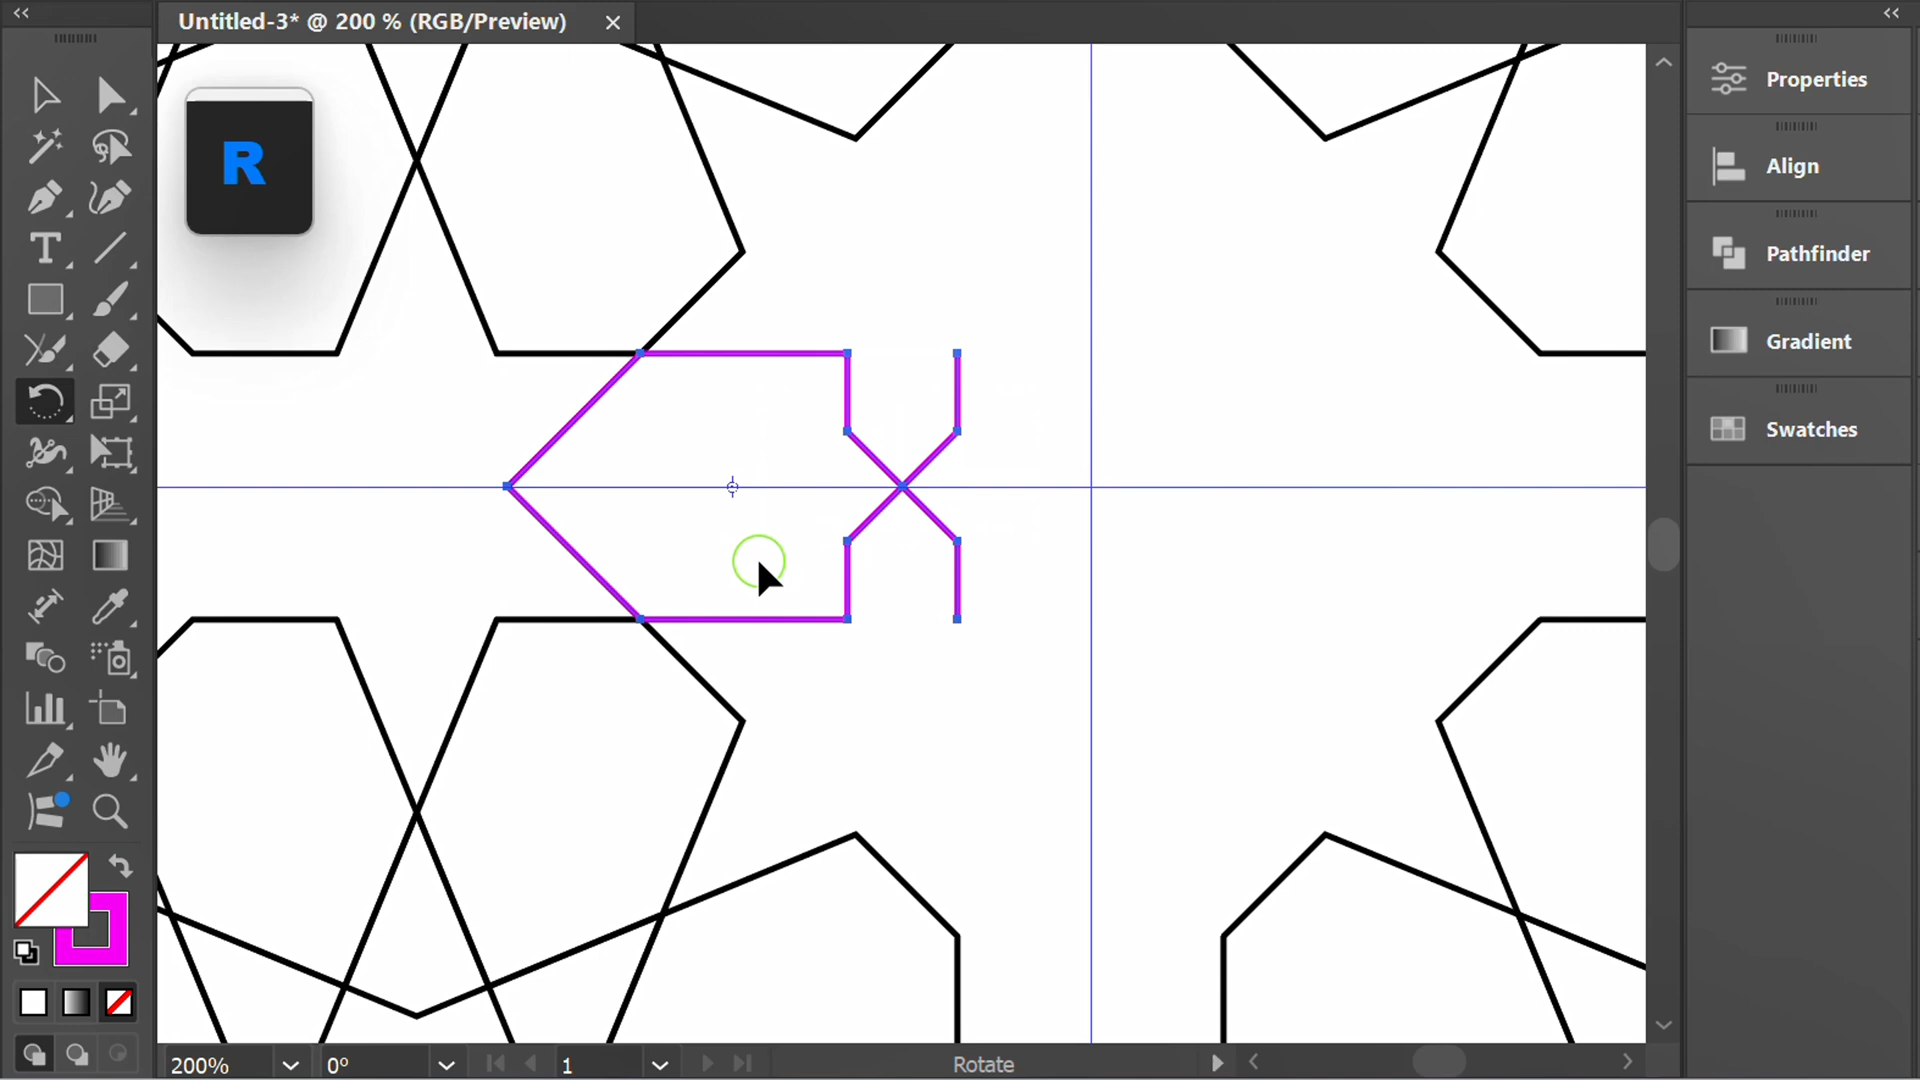 Untitled-3* @ 200 % (RGB/Preview)
R
Properties
Align
Pathfinder
Gradient
Swatches
200%
0°
1
Rotate